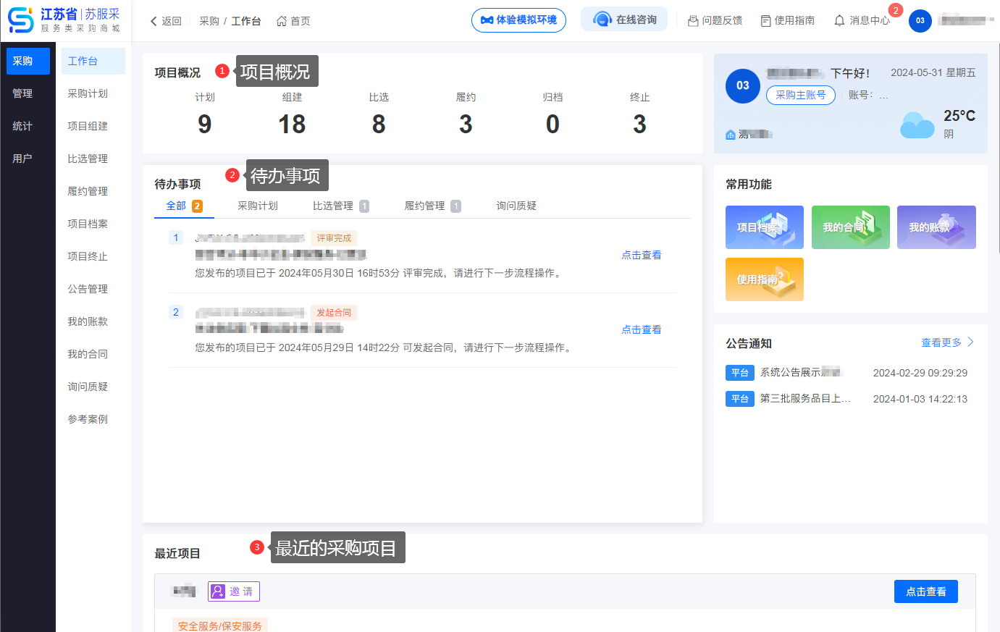 江苏省 | 苏服采
服务类采购商城
返回 采购 / 工作台 首页
体验模拟环境 在线咨询 问题反馈 使用指南 消息中心 2 03
采购
管理
统计
用户
工作台
采购计划
项目组建
比选管理
履约管理
项目档案
项目终止
公告管理
我的账款
我的合同
询问质疑
参考案例
项目概况 1 项目概况
计划 组建 比选 履约 归档 终止
9 18 8 3 0 3
03 下午好! 2024-05-31 星期五
采购主账号 账号: ...
25°C
阴
待办事项 2 待办事项
全部 2 采购计划 比选管理 1 履约管理 1 询问质疑
1 评审完成
点击查看
您发布的项目已于 2024年05月30日 16时53分 评审完成，请进行下一步流程操作。
2 发起合同
点击查看
您发布的项目已于 2024年05月29日 14时22分 可发起合同，请进行下一步流程操作。
常用功能
项目档案 我的合同 我的账款
使用指南
公告通知 查看更多
平台 系统公告展示 2024-02-29 09:29:29
平台 第三批服务品目上... 2024-01-03 14:22:13
最近项目 3 最近的采购项目
邀请 点击查看
安全服务/保安服务